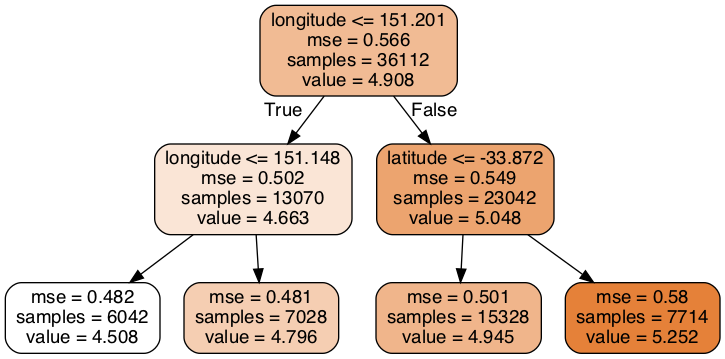 longitude <= 151.201
mse = 0.566
samples = 36112
value = 4.908
True
False
longitude <= 151.148
mse = 0.502
samples = 13070
value = 4.663
latitude <= -33.872
mse = 0.549
samples = 23042
value = 5.048
mse = 0.482
samples = 6042
value = 4.508
mse = 0.481
samples = 7028
value = 4.796
mse = 0.501
samples = 15328
value = 4.945
mse = 0.58
samples = 7714
value = 5.252